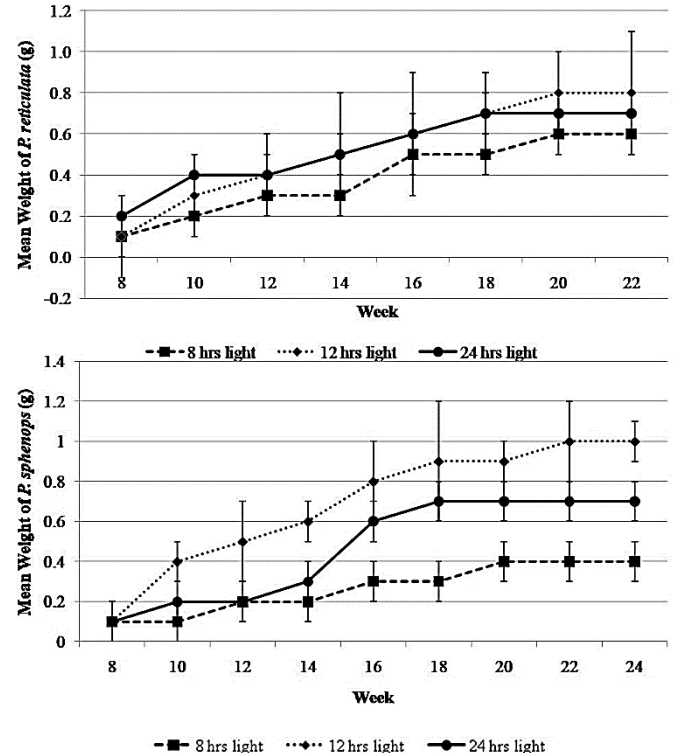 Mean Weight of P. reticulata (g)
1.2
1.0
0.8
0.6
0.4
0.2
0.0
-0.2
8 10 12 14 16 18 20 22
Week
8 hrs light 12 hrs light 24 hrs light
Mean Weight of P. sphenops (g)
1.4
1.2
1
0.8
0.6
0.4
0.2
0
8 10 12 14 16 18 20 22 24
Week
8 hrs light 12 hrs light 24 hrs light